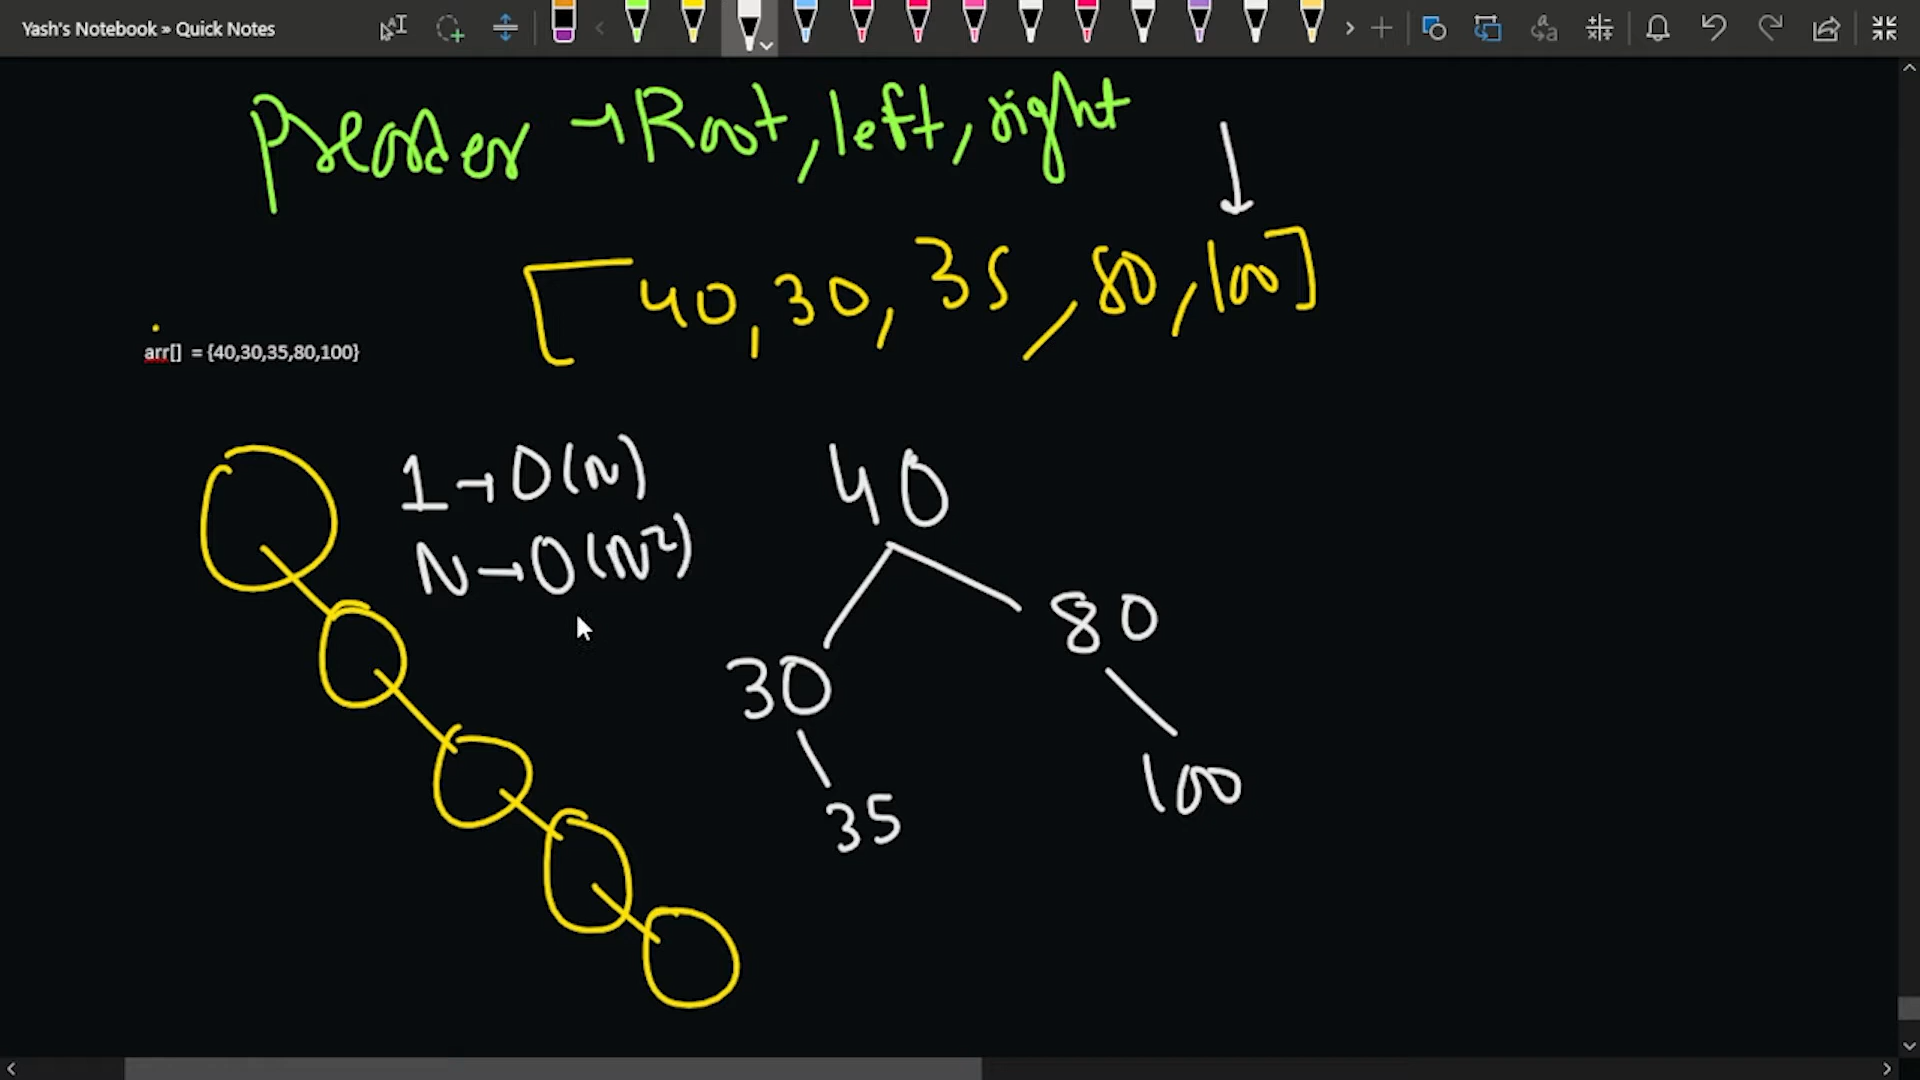 Yash's Notebook » Quick Notes
Preorder → Root, left, right
[40, 30, 35, 80, 100]
arr[] = {40,30,35,80,100}
1 → O(N)
N → O(N²)
40
30
80
35
100